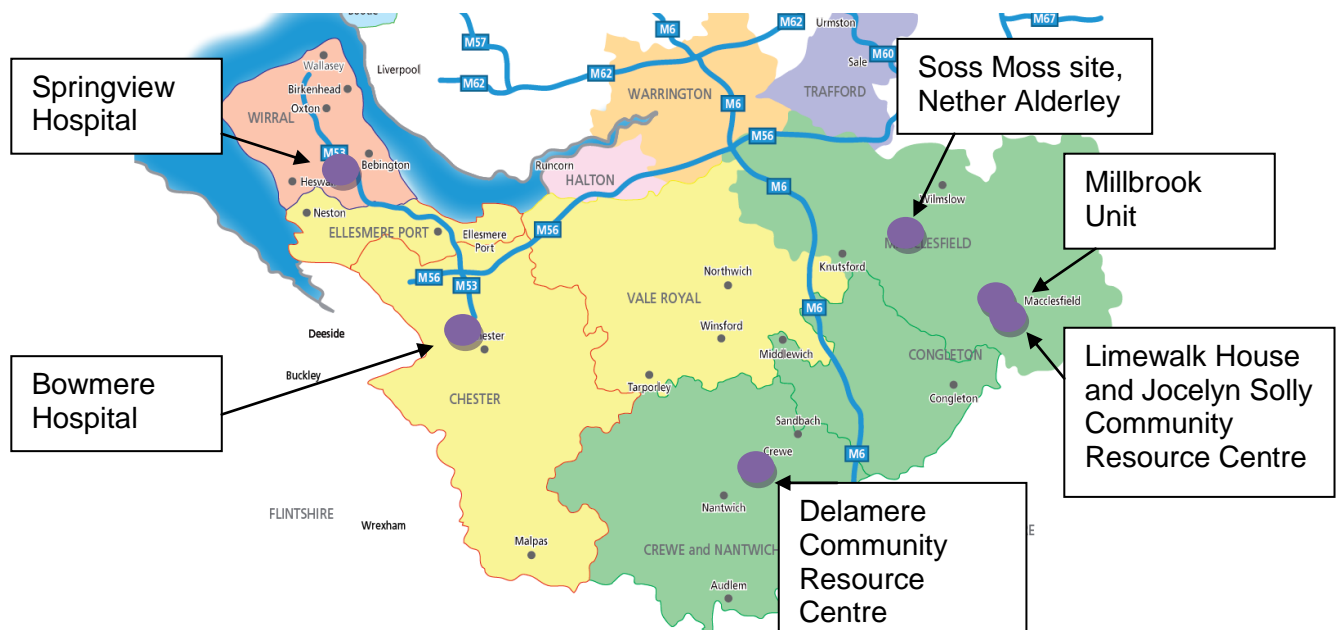 Springview
Hospital
Bowmere
Hospital
Soss Moss site,
Nether Alderley
Millbrook
Unit
Limewalk House
and Jocelyn Solly
Community
Resource Centre
Delamere
Community
Resource
Centre
M57
M62
M62
M6
M62
Urmston
M67
M60
Sale
Wallasey
Liverpool
Birkenhead
Oxton
WIRRAL
M53
Bebington
Heswa
Neston
ELLESMERE PORT
Ellesmere
Port
WARRINGTON
TRAFFORD
M6
M56
Runcorn
HALTON
M6
Wilmslow
M CLESFIELD
Knutsford
Macclesfield
M56
M56
M53
Northwich
VALE ROYAL
Winsford
Middlewich
M6
CONGLETON
Congleton
Deeside
hester
Buckley
CHESTER
Tarporley
Sandbach
Crewe
M6
Nantwich
FLINTSHIRE
Wrexham
Malpas
CREWE and NANTWICH
Audlem
E